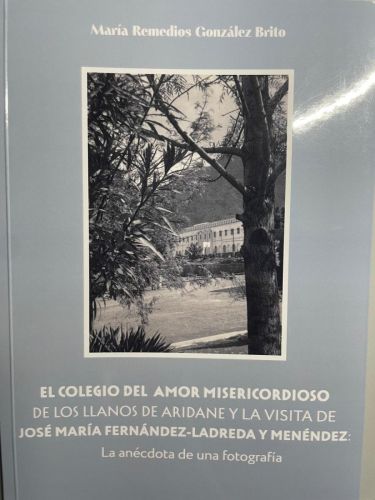 María Remedios González Brito
EL COLEGIO DEL AMOR MISERICORDIOSO
DE LOS LLANOS DE ARIDANE Y LA VISITA DE
JOSÉ MARÍA FERNÁNDEZ-LADREDA Y MENÉNDEZ:
La anécdota de una fotografía